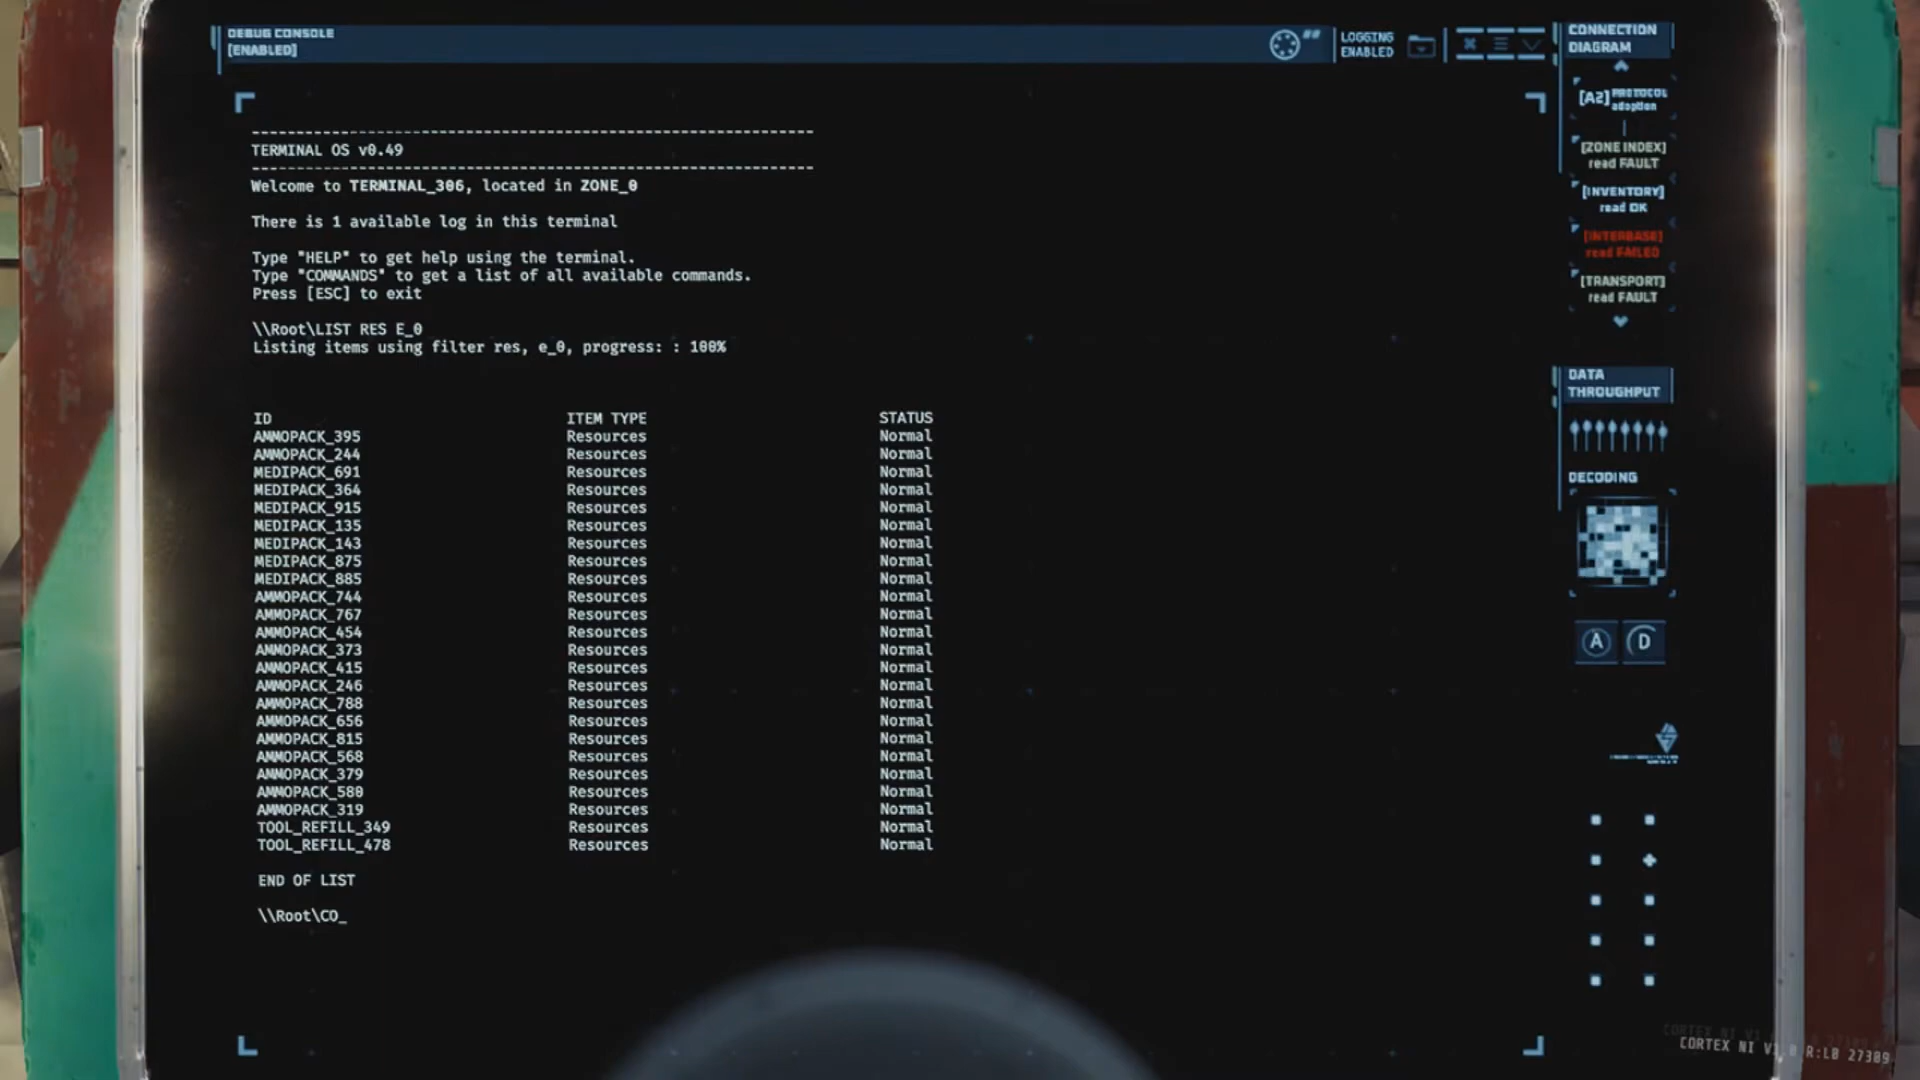 DEBUG CONSOLE
[ENABLED]
LOGGING
ENABLED
CONNECTION
DIAGRAM
[A2] PROTOCOL
adoption
[ZONE INDEX]
read FAULT
[INVENTORY]
read OK
[INTERBASE]
read FAILED
[TRANSPORT]
read FAULT
DATA
THROUGHPUT
DECODING
A D
--------------------------------------------------------------
TERMINAL OS v0.49
--------------------------------------------------------------
Welcome to TERMINAL_306, located in ZONE_0
There is 1 available log in this terminal
Type "HELP" to get help using the terminal.
Type "COMMANDS" to get a list of all available commands.
Press [ESC] to exit
\\Root\LIST RES E_0
Listing items using filter res, e_0, progress: : 100%
ID ITEM TYPE STATUS
AMMOPACK_395 Resources Normal
AMMOPACK_244 Resources Normal
MEDIPACK_691 Resources Normal
MEDIPACK_364 Resources Normal
MEDIPACK_915 Resources Normal
MEDIPACK_135 Resources Normal
MEDIPACK_143 Resources Normal
MEDIPACK_875 Resources Normal
MEDIPACK_885 Resources Normal
AMMOPACK_744 Resources Normal
AMMOPACK_767 Resources Normal
AMMOPACK_454 Resources Normal
AMMOPACK_373 Resources Normal
AMMOPACK_415 Resources Normal
AMMOPACK_246 Resources Normal
AMMOPACK_788 Resources Normal
AMMOPACK_656 Resources Normal
AMMOPACK_815 Resources Normal
AMMOPACK_568 Resources Normal
AMMOPACK_379 Resources Normal
AMMOPACK_580 Resources Normal
AMMOPACK_319 Resources Normal
TOOL_REFILL_349 Resources Normal
TOOL_REFILL_478 Resources Normal
END OF LIST
\\Root\CO_
CORTEX NI R:L0 27309